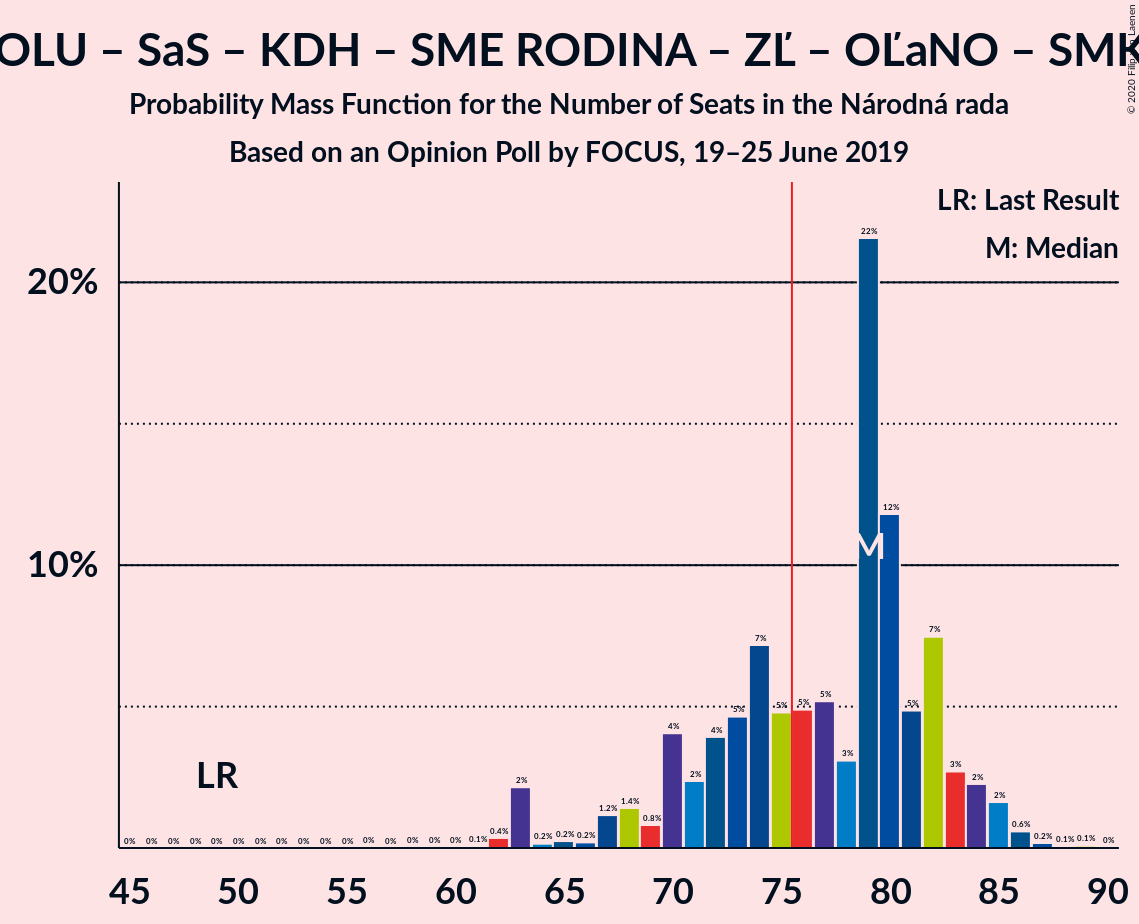 OLU – SaS – KDH – SME RODINA – ZĽ – OĽaNO – SMK
Probability Mass Function for the Number of Seats in the Národná rada
Based on an Opinion Poll by FOCUS, 19–25 June 2019
© 2020 Filip Laenen
LR: Last Result
M: Median
20%
10%
LR
M
0% 0% 0% 0% 0% 0% 0% 0% 0% 0% 0% 0% 0% 0% 0% 0% 0.1% 0.4% 2% 0.2% 0.2% 0.2% 1.2% 1.4% 0.8% 4% 2% 4% 5% 7% 5% 5% 5% 3% 22% 12% 5% 7% 3% 2% 2% 0.6% 0.2% 0.1% 0.1% 0%
45 50 55 60 65 70 75 80 85 90